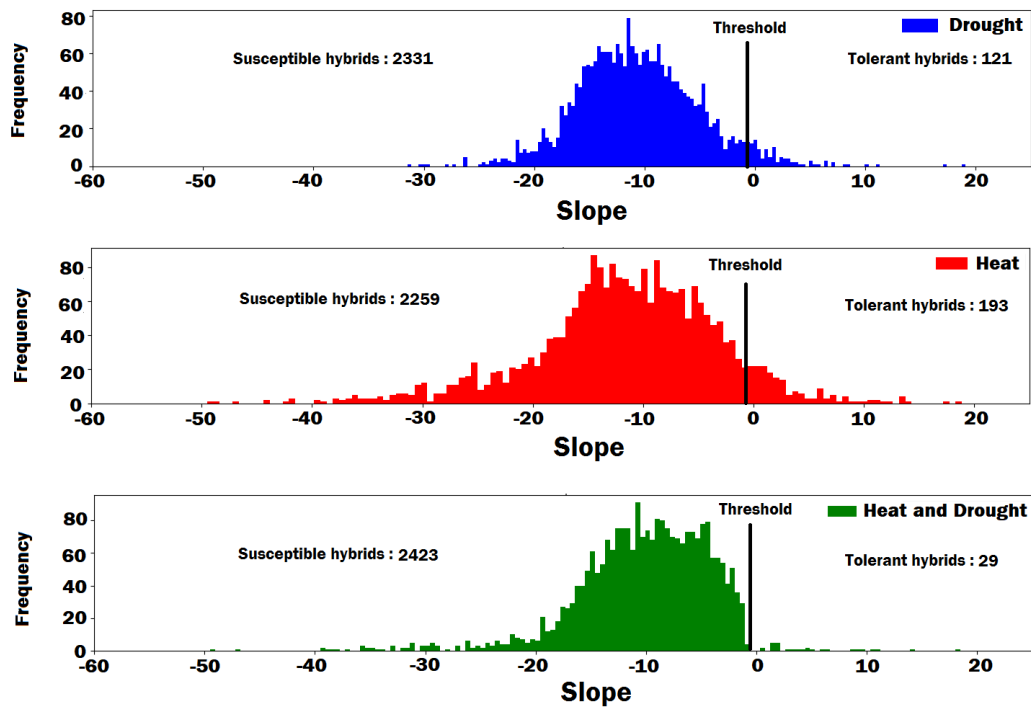 80
60
40
20
0
Frequency
Threshold
Drought
Susceptible hybrids : 2331
Tolerant hybrids : 121
-60
-50
-40
-30
-20
-10
0
10
20
Slope
80
60
40
20
0
Frequency
Threshold
Heat
Susceptible hybrids : 2259
Tolerant hybrids : 193
-60
-50
-40
-30
-20
-10
0
10
20
Slope
80
60
40
20
0
Frequency
Threshold
Heat and Drought
Susceptible hybrids : 2423
Tolerant hybrids : 29
-60
-50
-40
-30
-20
-10
0
10
20
Slope